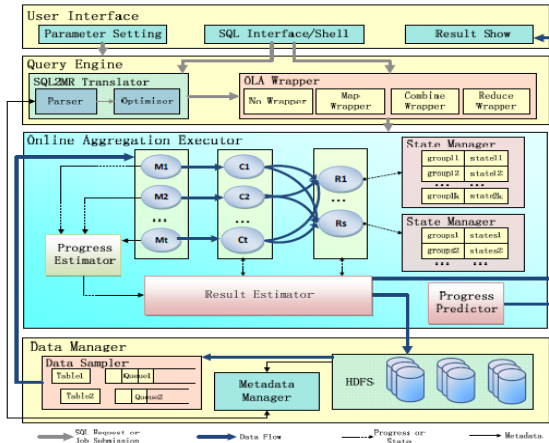 User Interface
Parameter Setting
SQL Interface/Shell
Result Show
Query Engine
SQL2MR Translator
Parser
Optimizer
OLA Wrapper
No Wrapper
Map-Wrapper
Combine Wrapper
Reduce Wrapper
Online Aggregation Executor
M1
M2
...
Mt
C1
C2
...
Ct
R1
...
Rs
State Manager
group11 state11
group12 state12
... ...
State Manager
groups1 states1
groups2 states2
... ...
Progress Estimator
Result Estimator
Progress Predictor
Data Manager
Data Sampler
Table1
Queue1
Table2
Queue2
Metadata Manager
HDFS
SQL Request or Job Submission
Data Flow
Progress or State
Metadata